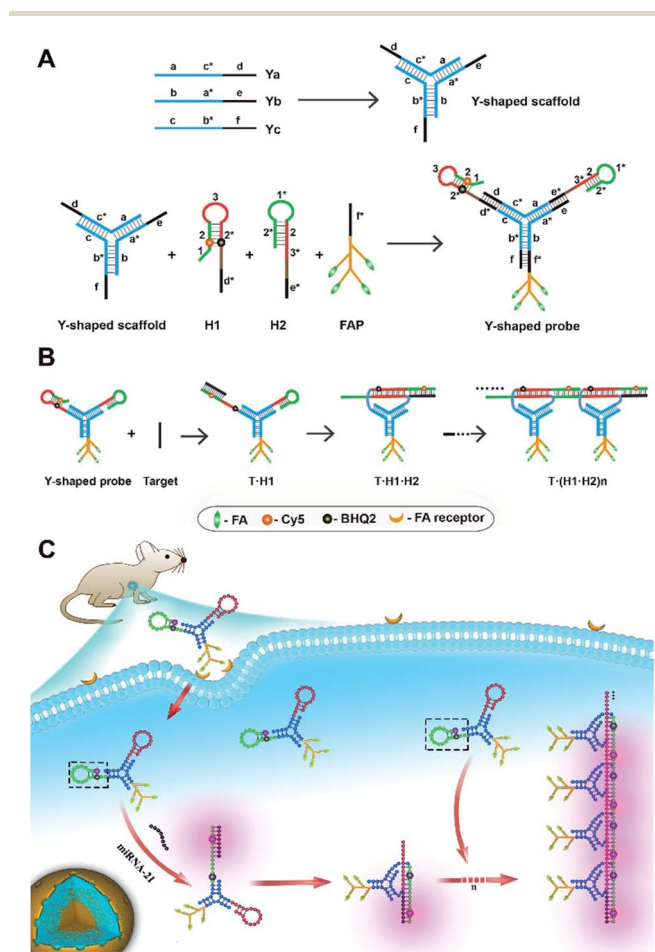 A
a c* d
Ya
b a* e
Yb
c b* f
Yc
d c* a e
c a*
b* b
f
Y-shaped scaffold
d c* a e
c a*
b* b
f
+
3
2 2*
1
d*
+
1*
2* 2
3*
e*
+
f*
3 2 1
2* d
d* c* a e*
c a* e
b* b
f f*
3* 2 1*
2*
Y-shaped scaffold
H1
H2
FAP
Y-shaped probe
B
+
Y-shaped probe
Target
T·H1
T·H1·H2
T·(H1·H2)n
- FA
- Cy5
- BHQ2
- FA receptor
C
miRNA-21
n